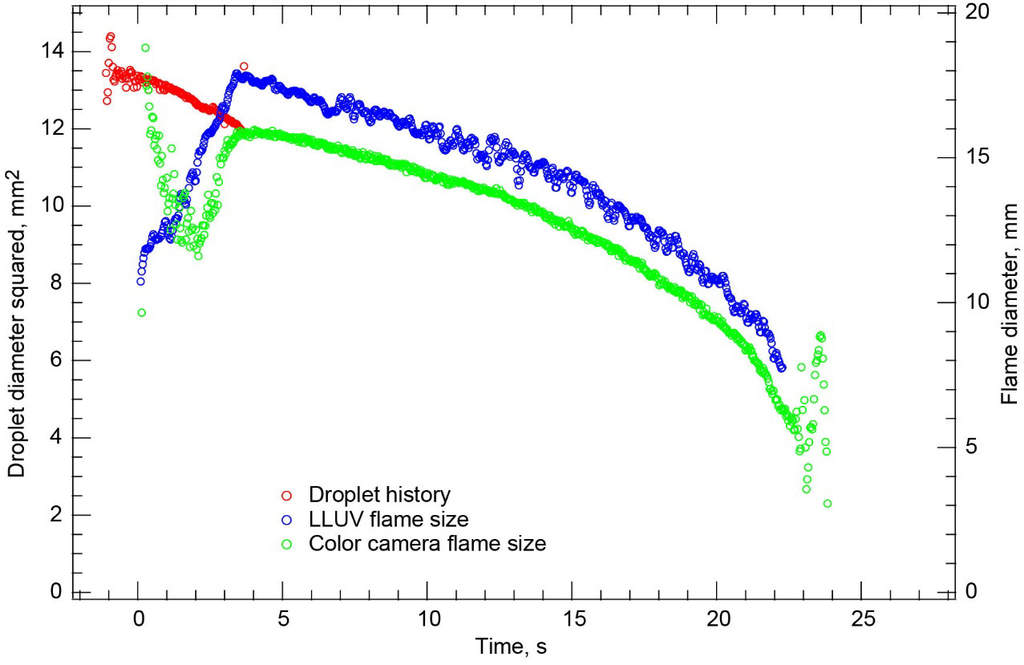 Droplet diameter squared, mm2
14
12
10
8
6
4
2
0
20
15
10
5
0
Flame diameter, mm
Droplet history
LLUV flame size
Color camera flame size
0 5 10 15 20 25
Time, s